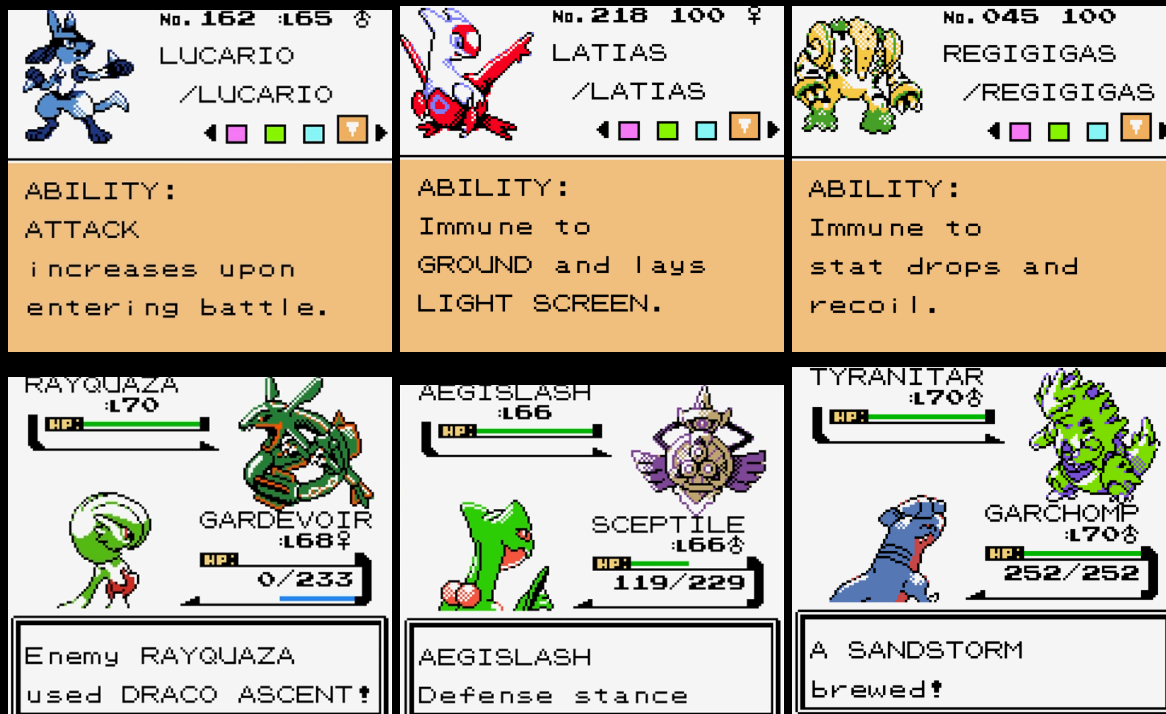 No. 162 :L65 ♂
LUCARIO
/LUCARIO
ABILITY:
ATTACK
increases upon
entering battle.
No. 218 100 ♀
LATIAS
/LATIAS
ABILITY:
Immune to
GROUND and lays
LIGHT SCREEN.
No. 045 100
REGIGIGAS
/REGIGIGAS
ABILITY:
Immune to
stat drops and
recoil.
RAYQUAZA
:L70
HP:
GARDEVOIR
:L68♀
HP:
0/233
Enemy RAYQUAZA
used DRACO ASCENT!
AEGISLASH
:L66
HP:
SCEPTILE
:L66♂
HP:
119/229
AEGISLASH
Defense stance
TYRANITAR
:L70♂
HP:
GARCHOMP
:L70♂
HP:
252/252
A SANDSTORM
brewed!